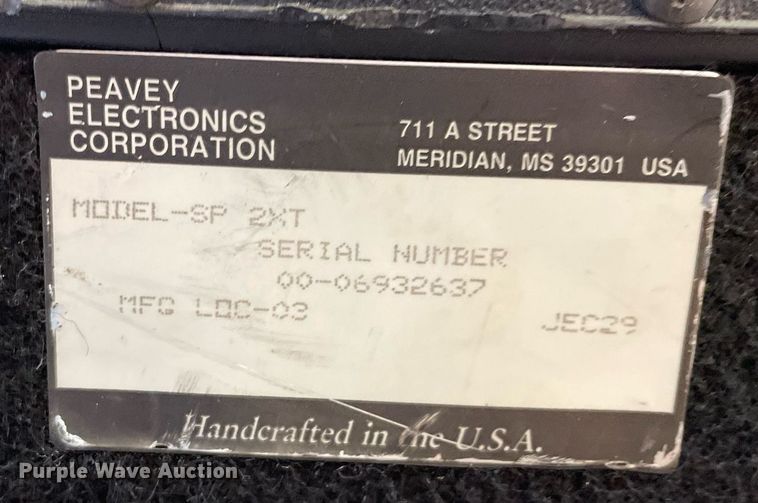 PEAVEY
ELECTRONICS
CORPORATION
711 A STREET
MERIDIAN, MS 39301 USA
MODEL-SP 2XT
SERIAL NUMBER
00-06932637
MFG LOC-03
JEC29
Handcrafted in the U.S.A.
Purple Wave Auction